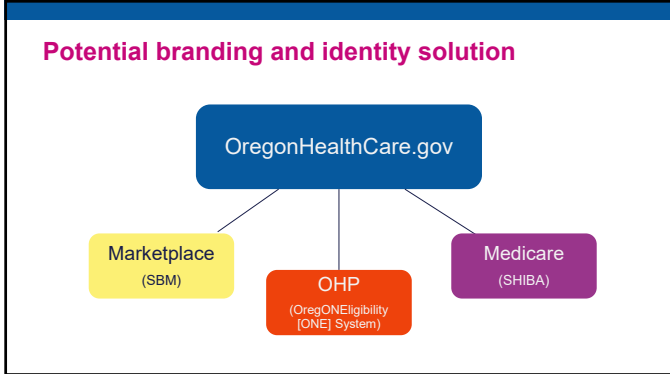 Potential branding and identity solution
OregonHealthCare.gov
Marketplace
(SBM)
OHP
(OregONEligibility
[ONE] System)
Medicare
(SHIBA)